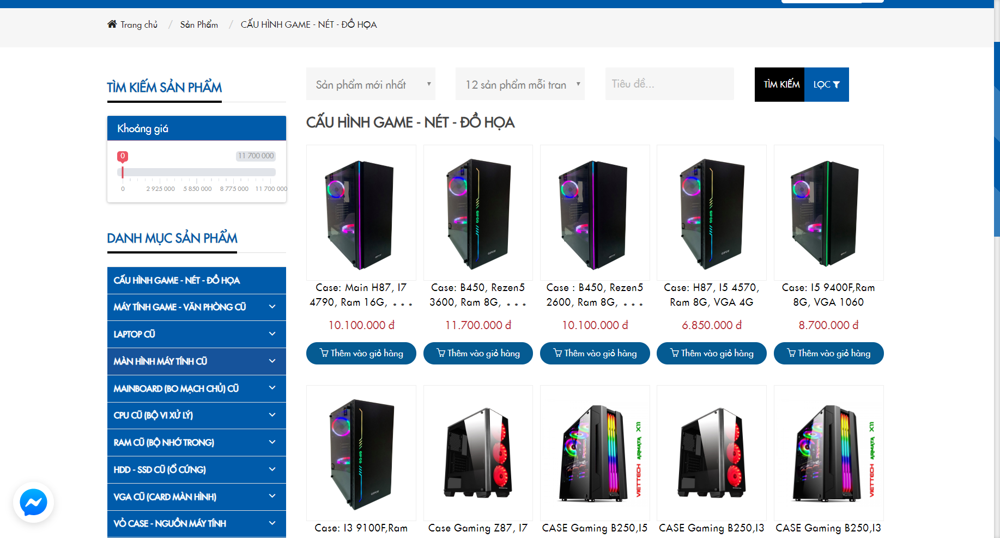 Trang chủ / Sản Phẩm / CẤU HÌNH GAME - NÉT - ĐỒ HỌA
TÌM KIẾM SẢN PHẨM
Khoảng giá
0
11 700 000
0 2 925 000 5 850 000 8 775 000 11 700 000
DANH MỤC SẢN PHẨM
CẤU HÌNH GAME - NÉT - ĐỒ HỌA
MÁY TÍNH GAME - VĂN PHÒNG CŨ
LAPTOP CŨ
MÀN HÌNH MÁY TÍNH CŨ
MAINBOARD (BO MẠCH CHỦ) CŨ
CPU CŨ (BỘ VI XỬ LÝ)
RAM CŨ (BỘ NHỚ TRONG)
HDD - SSD CŨ (Ổ CỨNG)
VGA CŨ (CARD MÀN HÌNH)
VỎ CASE - NGUỒN MÁY TÍNH
Sản phẩm mới nhất
12 sản phẩm mỗi tran
Tiêu đề...
TÌM KIẾM
LỌC
CẤU HÌNH GAME - NÉT - ĐỒ HỌA
Case: Main H87, I7
4790, Ram 16G, ...
10.100.000 đ
Thêm vào giỏ hàng
Case: B450, Rezen5
3600, Ram 8G, ...
11.700.000 đ
Thêm vào giỏ hàng
Case : B450, Rezen5
2600, Ram 8G, ...
10.100.000 đ
Thêm vào giỏ hàng
Case: H87, I5 4570,
Ram 8G, VGA 4G
6.850.000 đ
Thêm vào giỏ hàng
Case: I5 9400F,Ram
8G, VGA 1060
8.700.000 đ
Thêm vào giỏ hàng
Case: I3 9100F,Ram
Case Gaming Z87, I7
VIETTECH ARMATA X11
CASE Gaming B250,I5
CASE Gaming B250,I3
VIETTECH ARMATA X11
CASE Gaming B250,I3